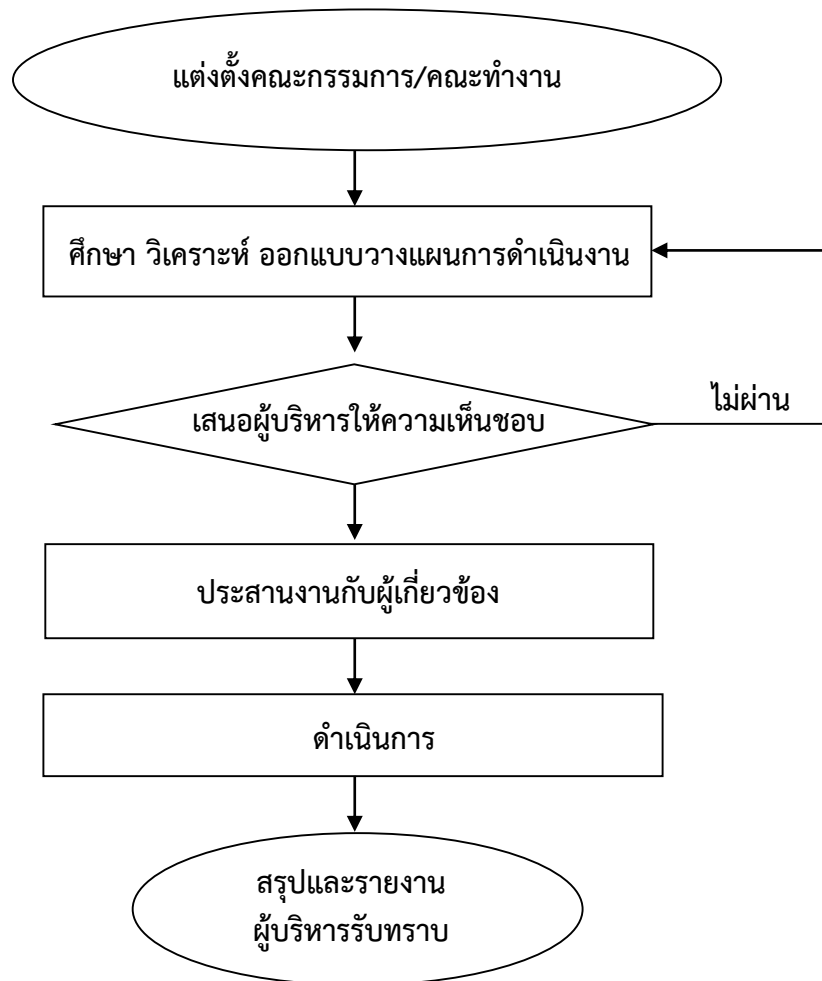 แต่งตั้งคณะกรรมการ/คณะทำงาน
ศึกษา วิเคราะห์ ออกแบบวางแผนการดำเนินงาน
เสนอผู้บริหารให้ความเห็นชอบ
ไม่ผ่าน
ประสานงานกับผู้เกี่ยวข้อง
ดำเนินการ
สรุปและรายงาน
ผู้บริหารรับทราบ